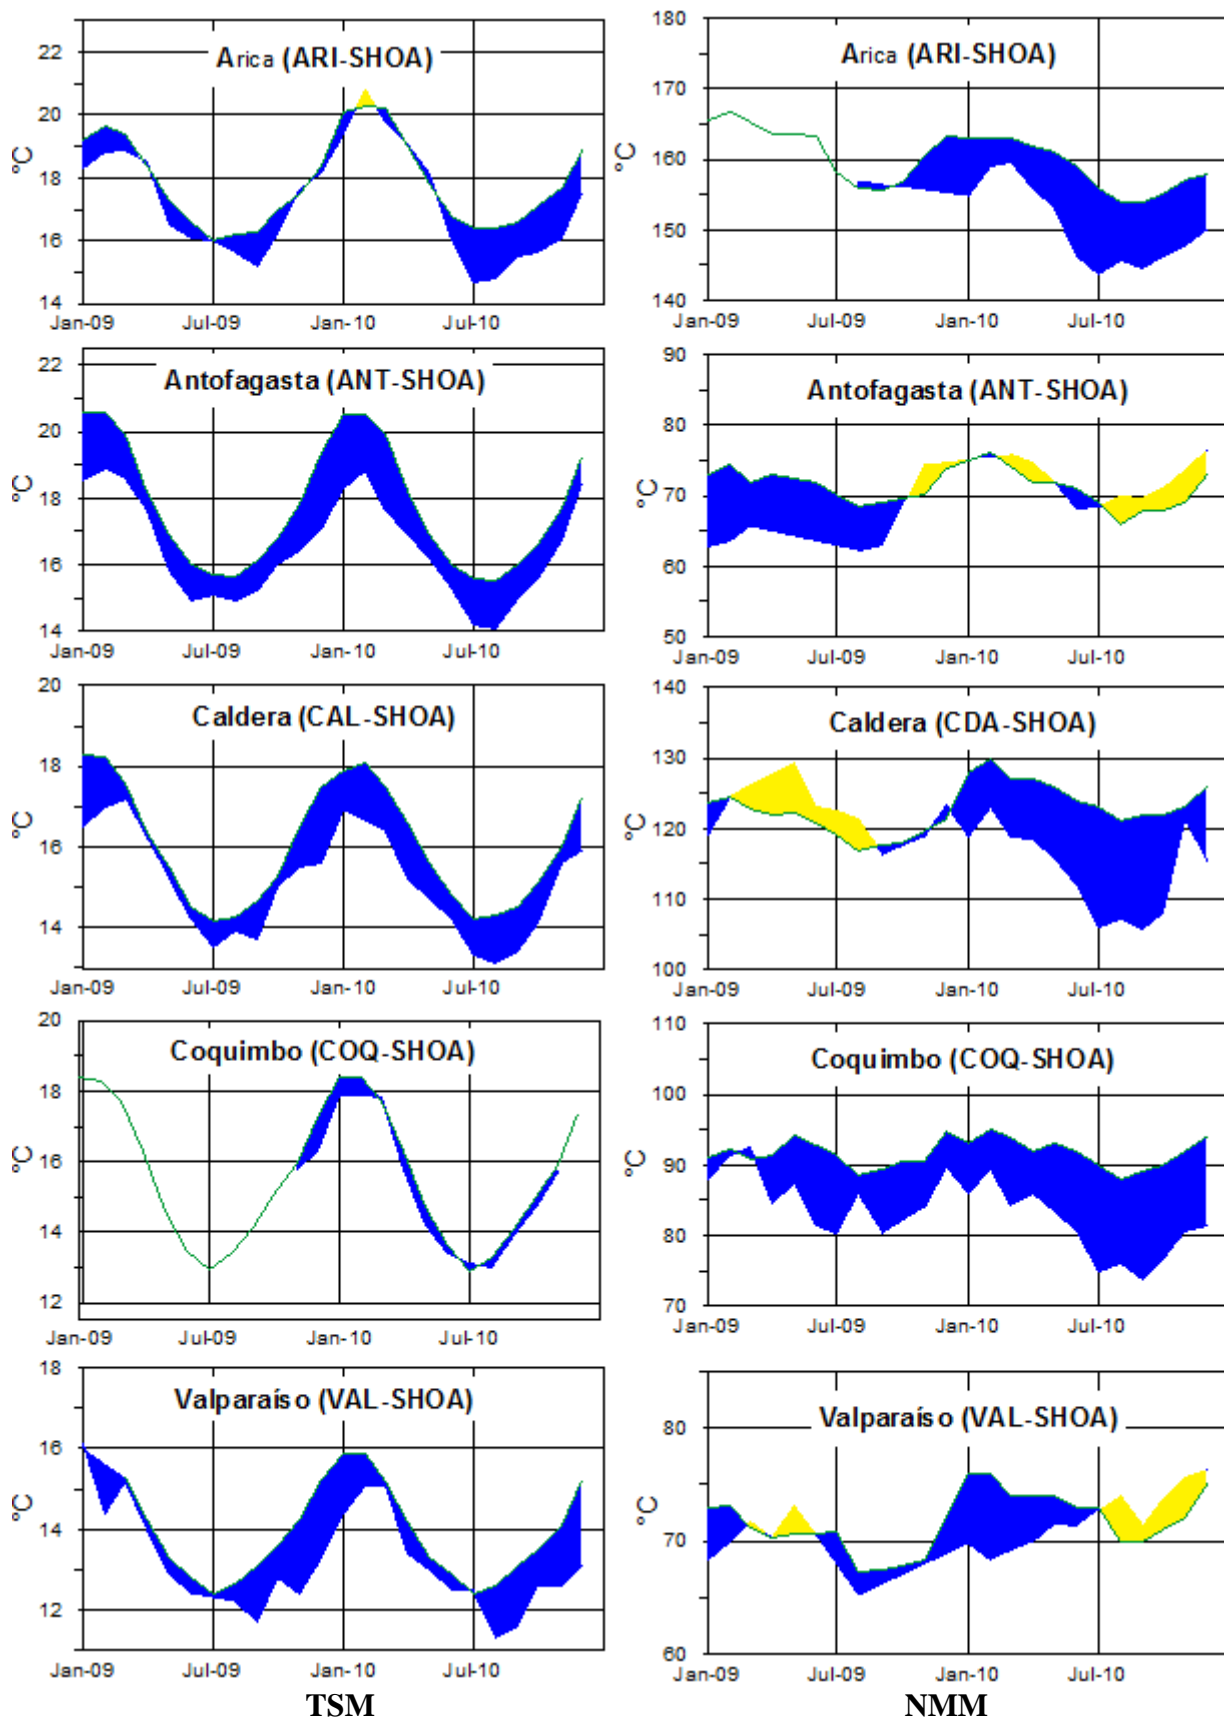 22
20
18
16
14
°C
Arica (ARI-SHOA)
Jan-09 Jul-09 Jan-10 Jul-10
180
170
160
150
140
°C
Arica (ARI-SHOA)
Jan-09 Jul-09 Jan-10 Jul-10
22
20
18
16
14
°C
Antofagasta (ANT-SHOA)
Jan-09 Jul-09 Jan-10 Jul-10
90
80
70
60
50
°C
Antofagasta (ANT-SHOA)
Jan-09 Jul-09 Jan-10 Jul-10
20
18
16
14
°C
Caldera (CAL-SHOA)
Jan-09 Jul-09 Jan-10 Jul-10
140
130
120
110
100
°C
Caldera (CDA-SHOA)
Jan-09 Jul-09 Jan-10 Jul-10
20
18
16
14
12
°C
Coquimbo (COQ-SHOA)
Jan-09 Jul-09 Jan-10 Jul-10
110
100
90
80
70
°C
Coquimbo (COQ-SHOA)
Jan-09 Jul-09 Jan-10 Jul-10
18
16
14
12
°C
Valparaíso (VAL-SHOA)
Jan-09 Jul-09 Jan-10 Jul-10
TSM
80
70
60
°C
Valparaíso (VAL-SHOA)
Jan-09 Jul-09 Jan-10 Jul-10
NMM